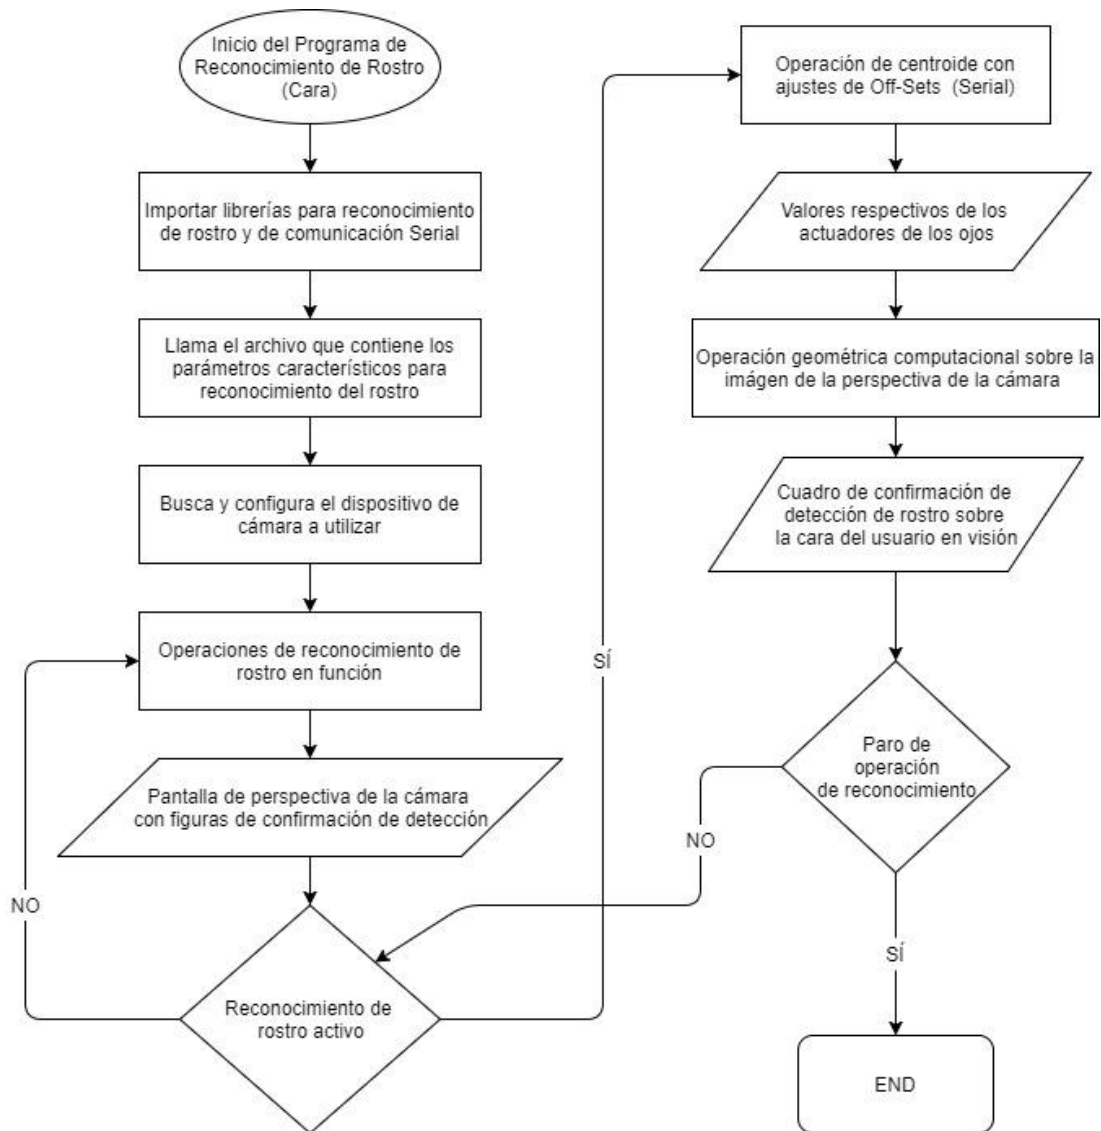 Inicio del Programa de
Reconocimiento de Rostro
(Cara)
Importar librerías para reconocimiento
de rostro y de comunicación Serial
Llama el archivo que contiene los
parámetros característicos para
reconocimiento del rostro
Busca y configura el dispositivo de
cámara a utilizar
Operaciones de reconocimiento de
rostro en función
Pantalla de perspectiva de la cámara
con figuras de confirmación de detección
NO
Reconocimiento de
rostro activo
SÍ
Operación de centroide con
ajustes de Off-Sets (Serial)
Valores respectivos de los
actuadores de los ojos
Operación geométrica computacional sobre la
imágen de la perspectiva de la cámara
Cuadro de confirmación de
detección de rostro sobre
la cara del usuario en visión
Paro de
operación
de reconocimiento
NO
SÍ
END